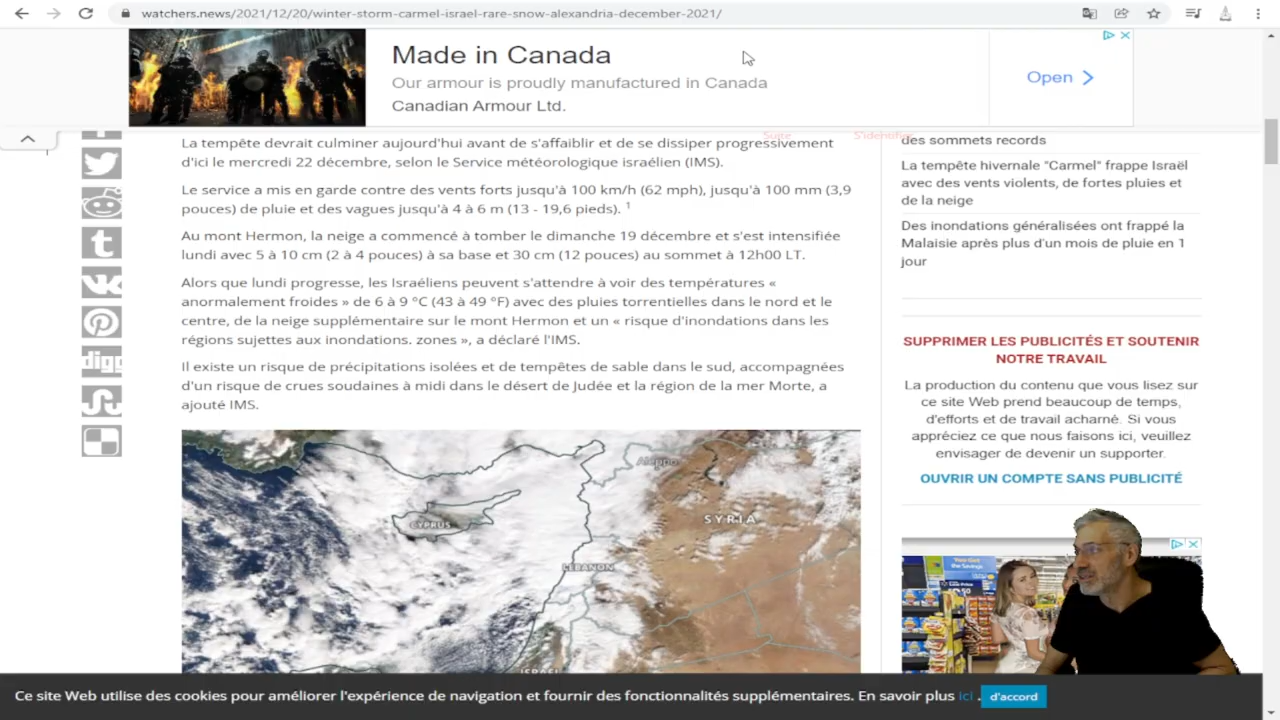 watchers.news/2021/12/20/winter-storm-carmel-israel-rare-snow-alexandria-december-2021/
Made in Canada
Our armour is proudly manufactured in Canada
Canadian Armour Ltd.
Open
Suite
S'identifier
La tempête devrait culminer aujourd'hui avant de s'affaiblir et de se dissiper progressivement
d'ici le mercredi 22 décembre, selon le Service météorologique israélien (IMS).
Le service a mis en garde contre des vents forts jusqu'à 100 km/h (62 mph), jusqu'à 100 mm (3,9
pouces) de pluie et des vagues jusqu'à 4 à 6 m (13 - 19,6 pieds). 1
Au mont Hermon, la neige a commencé à tomber le dimanche 19 décembre et s'est intensifiée
lundi avec 5 à 10 cm (2 à 4 pouces) à sa base et 30 cm (12 pouces) au sommet à 12h00 LT.
Alors que lundi progresse, les Israéliens peuvent s'attendre à voir des températures «
anormalement froides » de 6 à 9 °C (43 à 49 °F) avec des pluies torrentielles dans le nord et le
centre, de la neige supplémentaire sur le mont Hermon et un « risque d'inondations dans les
régions sujettes aux inondations. zones », a déclaré l'IMS.
Il existe un risque de précipitations isolées et de tempêtes de sable dans le sud, accompagnées
d'un risque de crues soudaines à midi dans le désert de Judée et la région de la mer Morte, a
ajouté IMS.
digg
Aleppo
CYPRUS
SYRIA
LEBANON
ISRAEL
des sommets records
La tempête hivernale "Carmel" frappe Israël
avec des vents violents, de fortes pluies et
de la neige
Des inondations généralisées ont frappé la
Malaisie après plus d'un mois de pluie en 1
jour
SUPPRIMER LES PUBLICITÉS ET SOUTENIR
NOTRE TRAVAIL
La production du contenu que vous lisez sur
ce site Web prend beaucoup de temps,
d'efforts et de travail acharné. Si vous
appréciez ce que nous faisons ici, veuillez
envisager de devenir un supporter.
OUVRIR UN COMPTE SANS PUBLICITÉ
Ce site Web utilise des cookies pour améliorer l'expérience de navigation et fournir des fonctionnalités supplémentaires. En savoir plus ici . d'accord